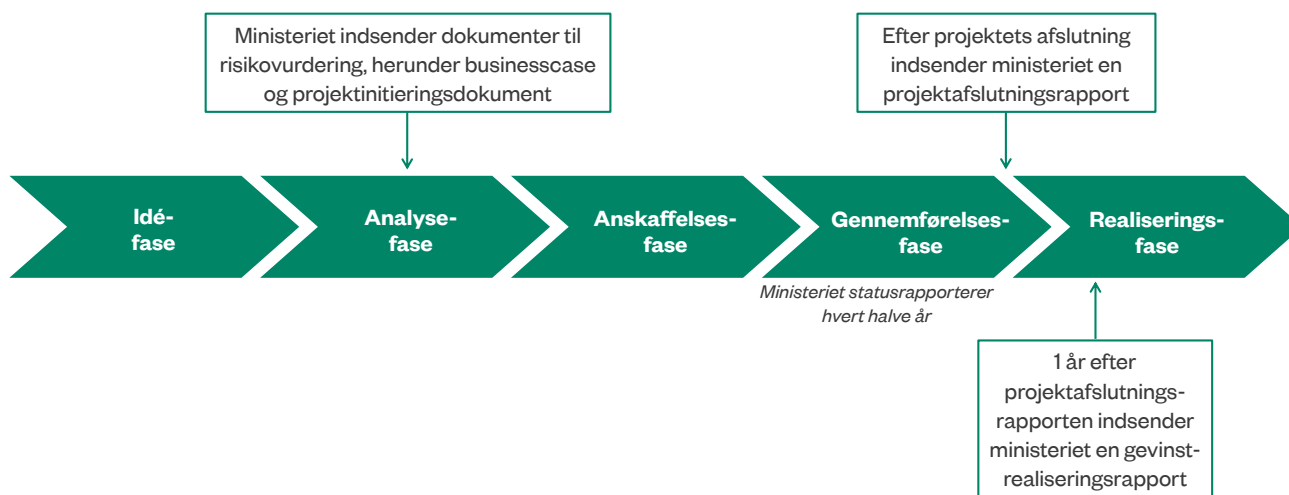 Ministeriet indsender dokumenter til
risikovurdering, herunder businesscase
og projektinitieringsdokument
Efter projektets afslutning
indsender ministeriet en
projektafslutningsrapport
Idé-
fase
Analyse-
fase
Anskaffelses-
fase
Gennemførelses-
fase
Realiserings-
fase
Ministeriet statusrapporterer
hvert halve år
1 år efter
projektafslutnings-
rapporten indsender
ministeriet en gevinst-
realiseringsrapport